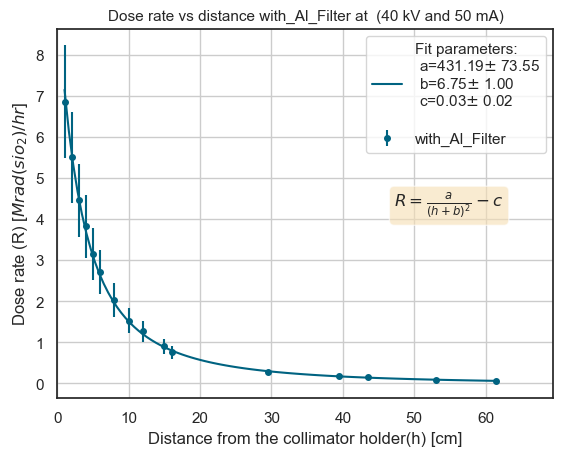 Dose rate vs distance with_Al_Filter at  (40 kV and 50 mA)
Fit parameters:
a=431.19± 73.55
b=6.75± 1.00
c=0.03± 0.02
with_Al_Filter
R = a/(h + b)² − c
Dose rate (R) [Mrad(sio₂)/hr]
8
7
6
5
4
3
2
1
0
0 10 20 30 40 50 60
Distance from the collimator holder(h) [cm]